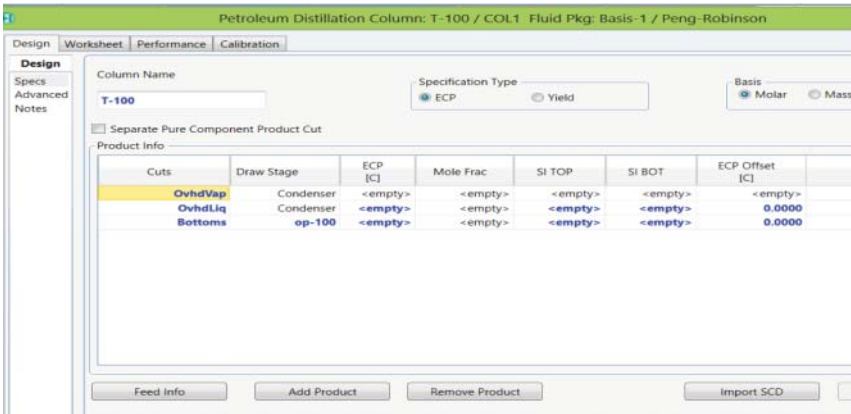 Petroleum Distillation Column: T-100 / COL1 Fluid Pkg: Basis-1 / Peng-Robinson
Design Worksheet Performance Calibration
Design
Specs
Advanced
Notes
Column Name
T-100
Specification Type
ECP Yield
Basis
Molar Mass
Separate Pure Component Product Cut
Product Info
Cuts Draw Stage ECP [C] Mole Frac SI TOP SI BOT ECP Offset [C]
OvhdVap Condenser <empty> <empty> <empty> <empty> <empty>
OvhdLiq Condenser <empty> <empty> <empty> <empty> 0.0000
Bottoms op-100 <empty> <empty> <empty> <empty> 0.0000
Feed Info Add Product Remove Product Import SCD